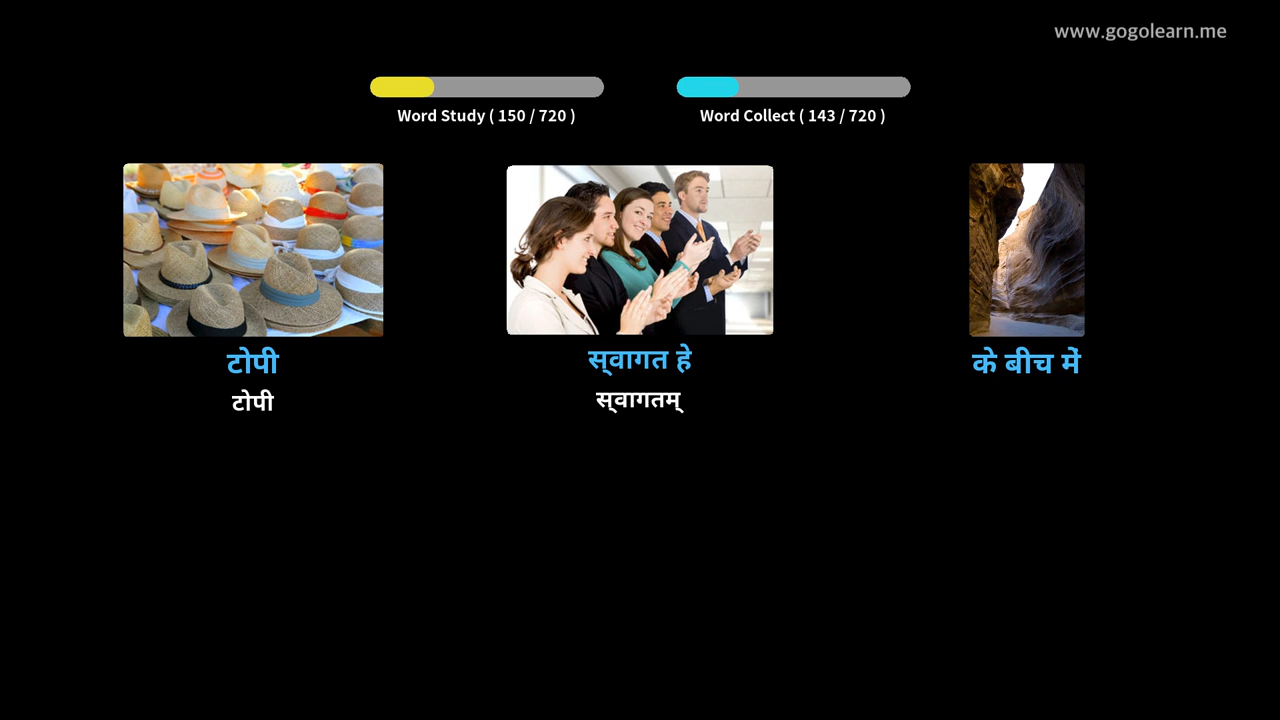 www.gogolearn.me
Word Study ( 150 / 720 )
Word Collect ( 143 / 720 )
टोपी
टोपी
स्वागत हे
स्वागतम्
के बीच में